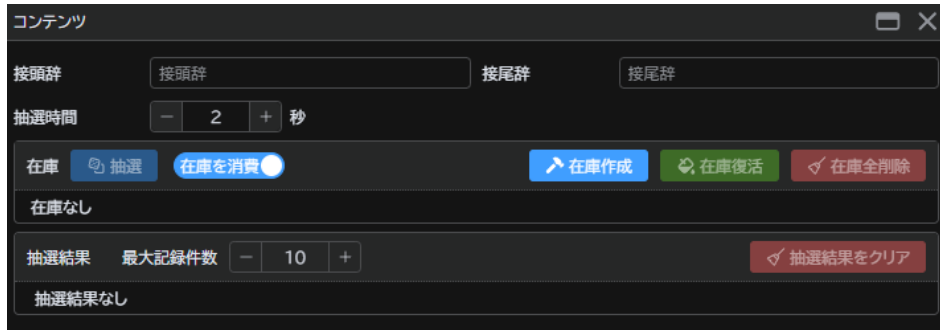 コンテンツ
接頭辞 接頭辞 接尾辞 接尾辞
抽選時間 － 2 + 秒
在庫 抽選 在庫を消費 在庫作成 在庫復活 在庫全削除
在庫なし
抽選結果 最大記録件数 － 10 + 抽選結果をクリア
抽選結果なし